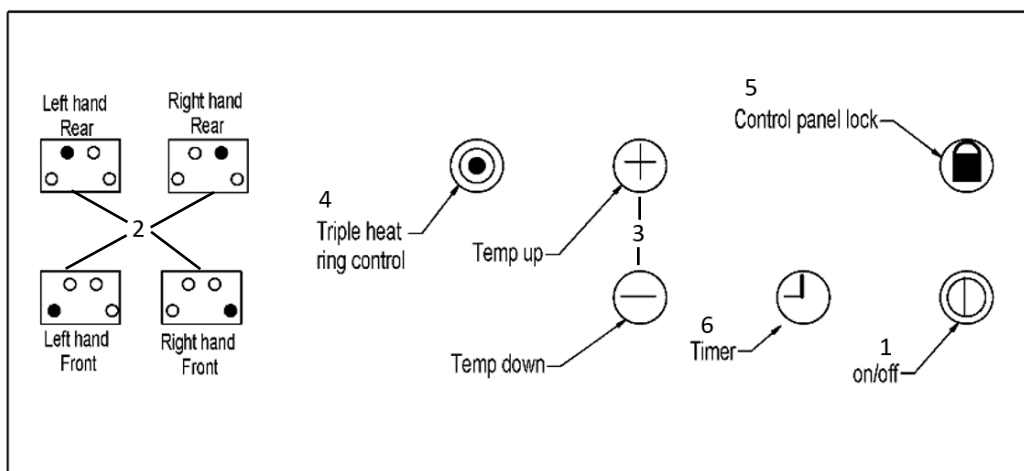 Left hand
Rear
Right hand
Rear
2
Left hand
Front
Right hand
Front
4
Triple heat
ring control
Temp up
3
Temp down
5
Control panel lock
6
Timer
1
on/off